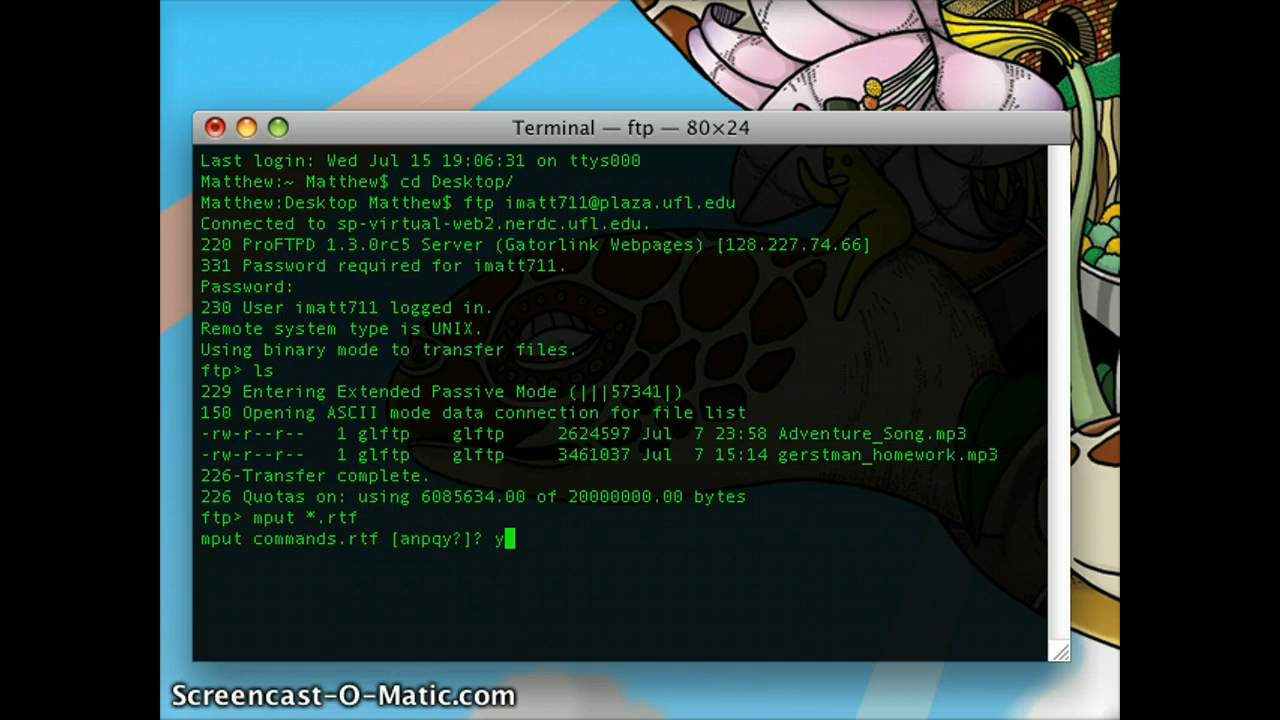 Terminal — ftp — 80×24
Last login: Wed Jul 15 19:06:31 on ttys000
Matthew:~ Matthew$ cd Desktop/
Matthew:Desktop Matthew$ ftp imatt711@plaza.ufl.edu
Connected to sp-virtual-web2.nerdc.ufl.edu.
220 ProFTPD 1.3.0rc5 Server (Gatorlink Webpages) [128.227.74.66]
331 Password required for imatt711.
Password:
230 User imatt711 logged in.
Remote system type is UNIX.
Using binary mode to transfer files.
ftp> ls
229 Entering Extended Passive Mode (|||57341|)
150 Opening ASCII mode data connection for file list
-rw-r--r--   1 glftp    glftp     2624597 Jul  7 23:58 Adventure_Song.mp3
-rw-r--r--   1 glftp    glftp     3461037 Jul  7 15:14 gerstman_homework.mp3
226-Transfer complete.
226 Quotas on: using 6085634.00 of 20000000.00 bytes
ftp> mput *.rtf
mput commands.rtf [anpqy?]? y
Screencast-O-Matic.com